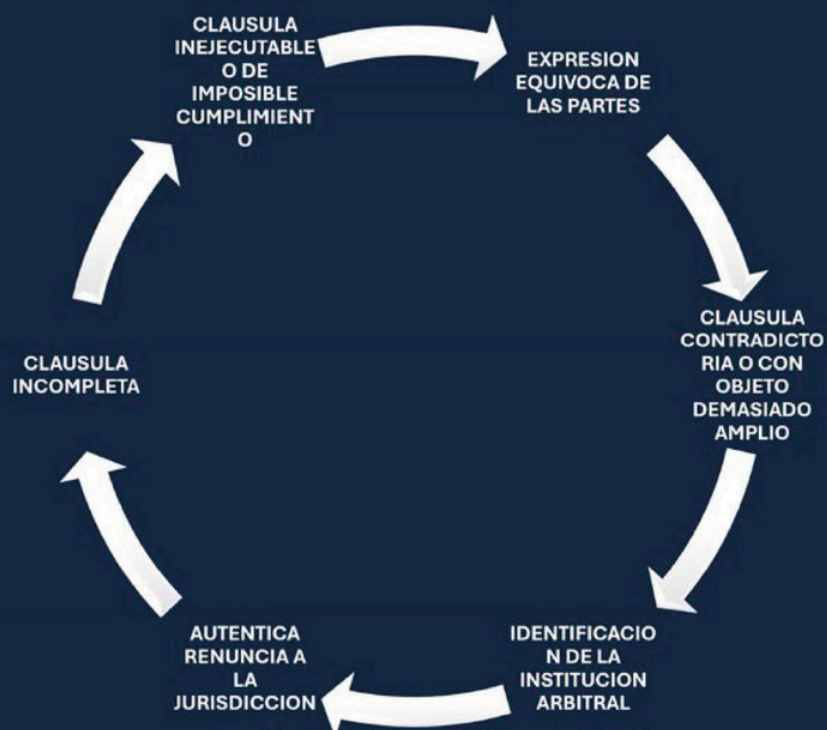 CLAUSULA
INEJECUTABLE
O DE
IMPOSIBLE
CUMPLIMIENT
O
EXPRESION
EQUIVOCA DE
LAS PARTES
CLAUSULA
CONTRADICTO
RIA O CON
OBJETO
DEMASIADO
AMPLIO
IDENTIFICACIO
N DE LA
INSTITUCION
ARBITRAL
AUTENTICA
RENUNCIA A
LA
JURISDICCION
CLAUSULA
INCOMPLETA